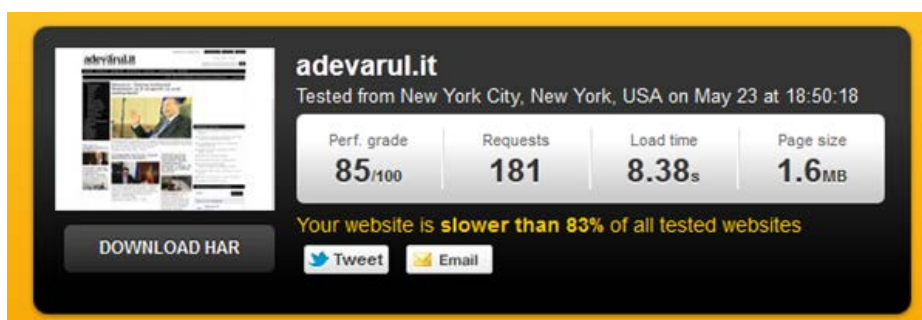 adevărul.it
adevarul.it
Tested from New York City, New York, USA on May 23 at 18:50:18
Perf. grade Requests Load time Page size
85/100 181 8.38s 1.6MB
Your website is slower than 83% of all tested websites
DOWNLOAD HAR
Tweet Email